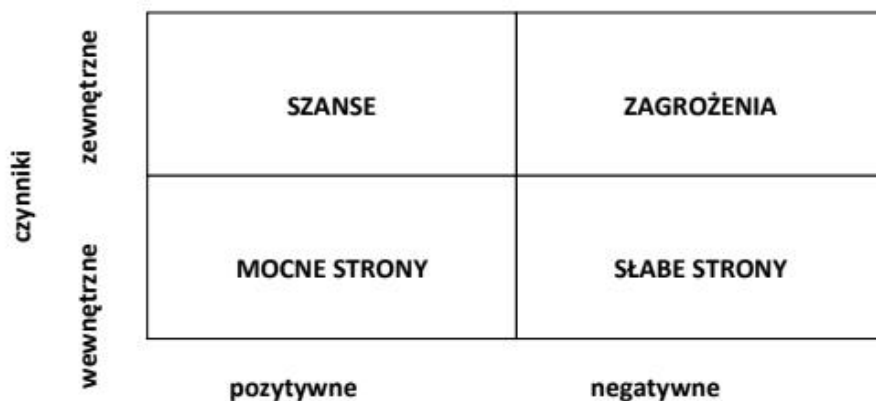 czynniki
zewnętrzne
SZANSE
ZAGROŻENIA
wewnętrzne
MOCNE STRONY
SŁABE STRONY
pozytywne
negatywne